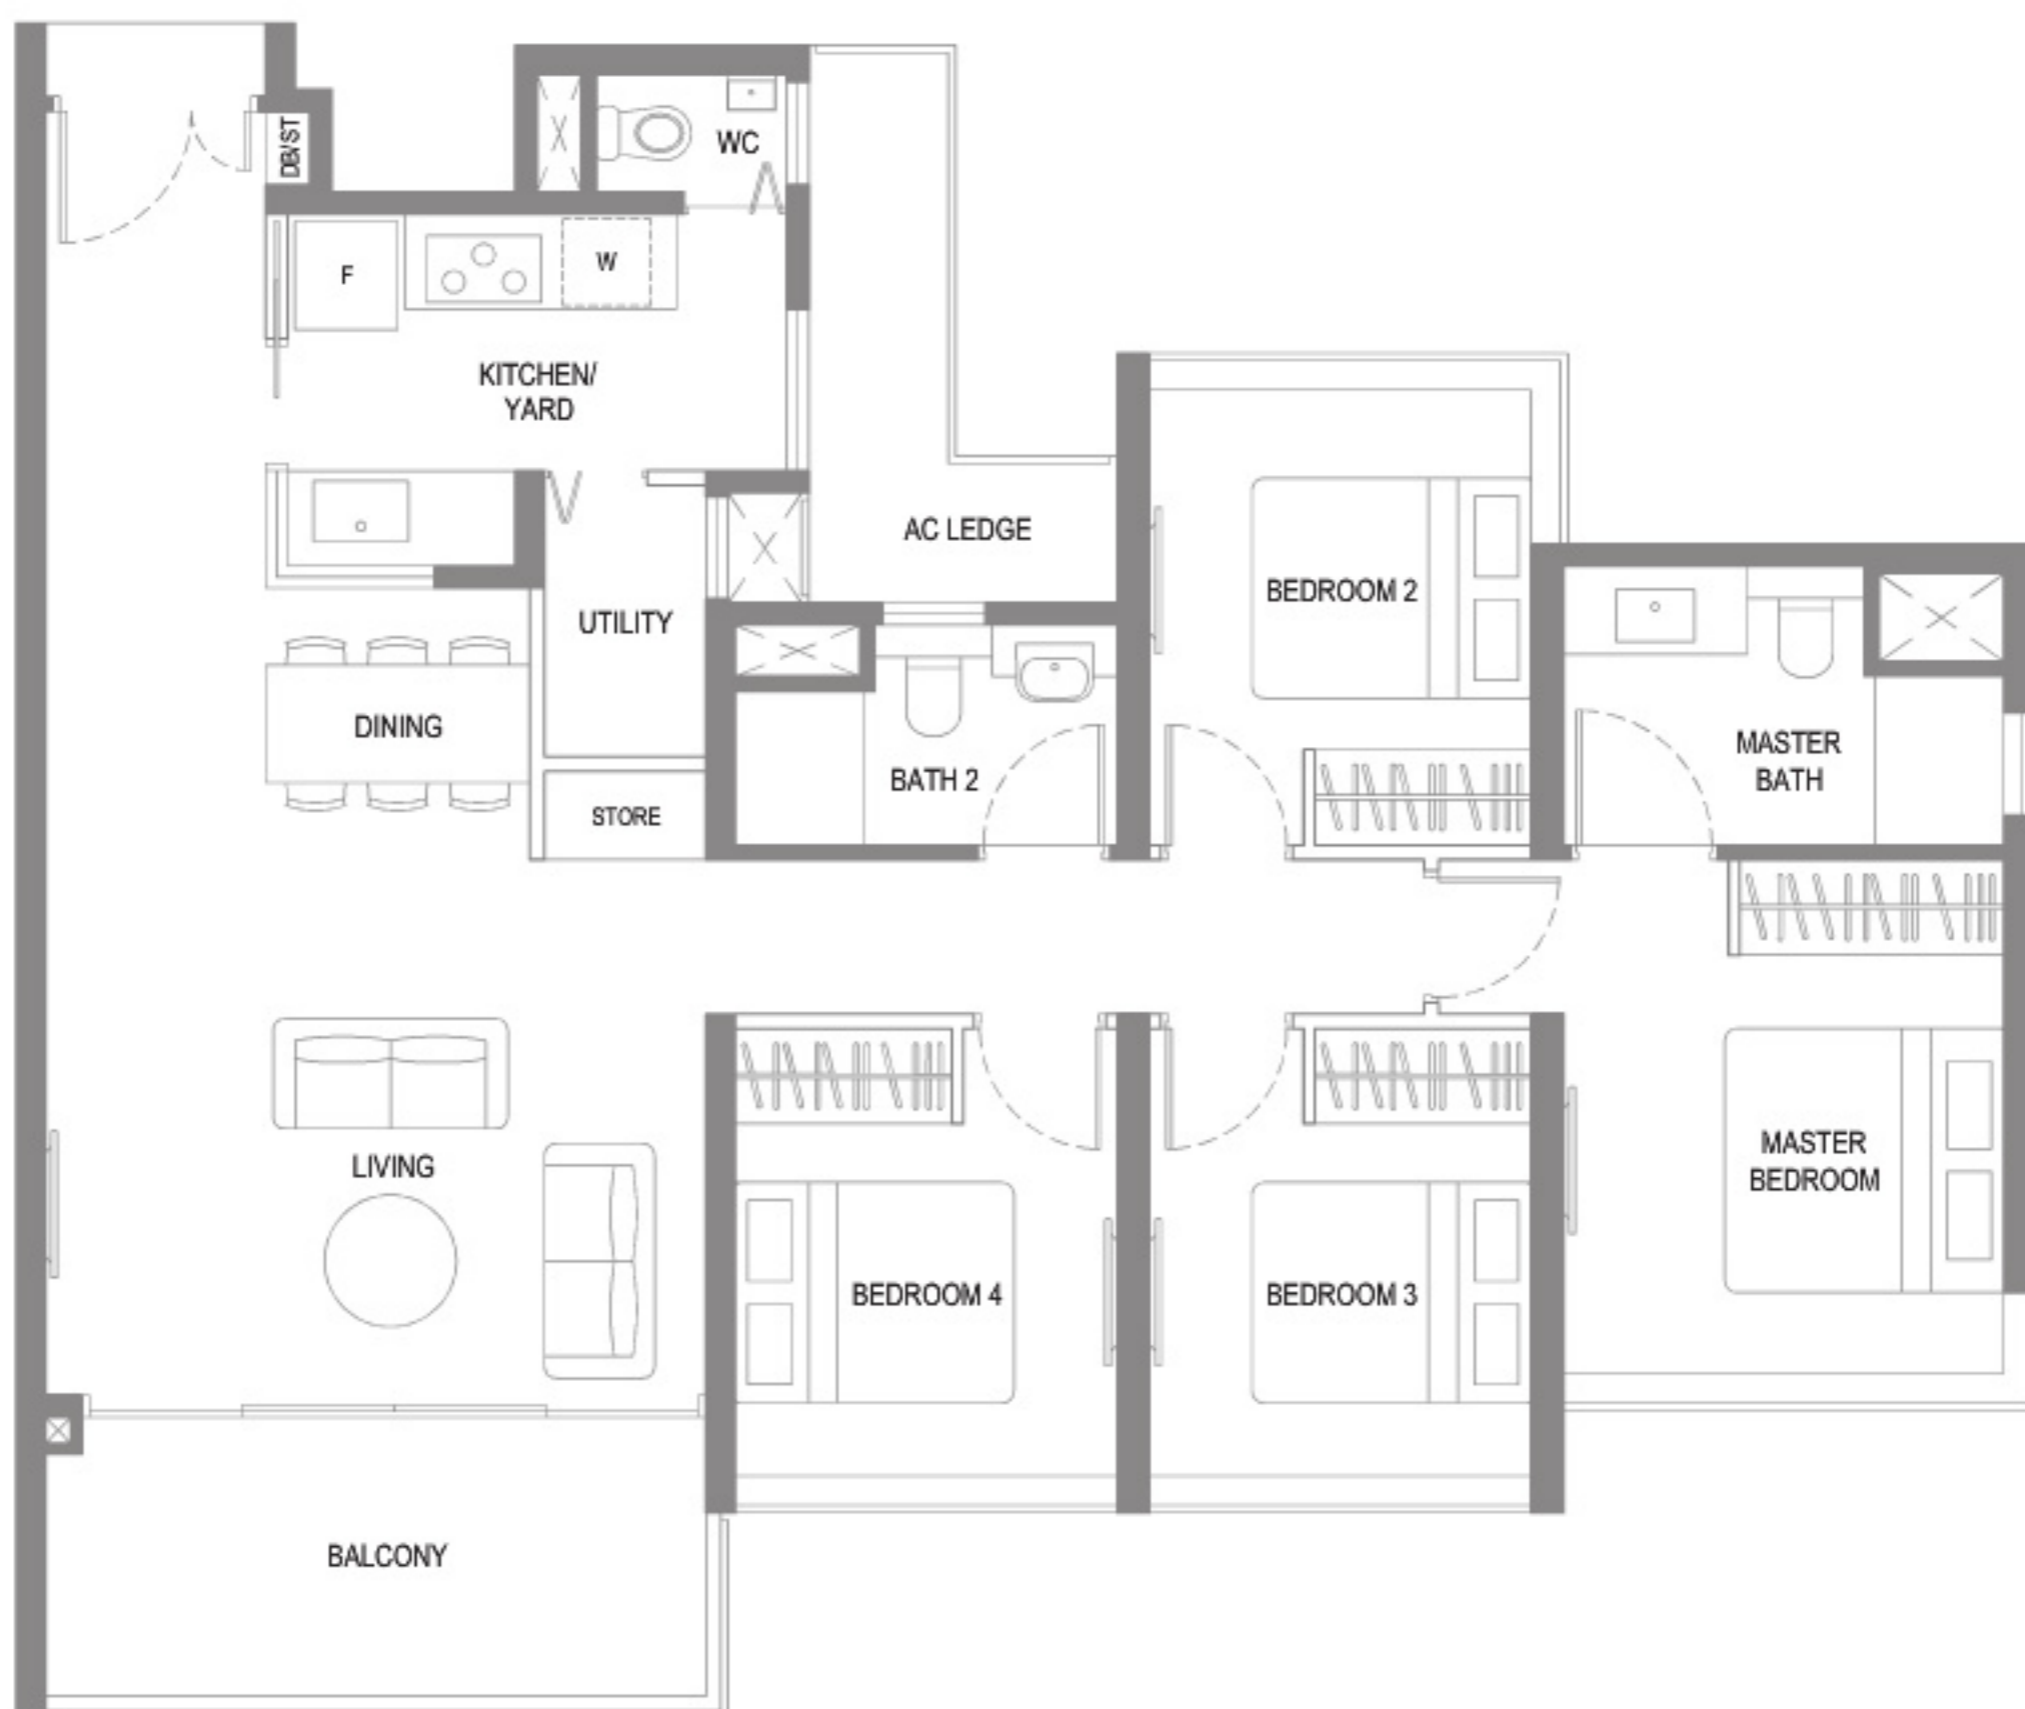 DB/ST
WC
F
W
KITCHEN/
YARD
AC LEDGE
BEDROOM 2
UTILITY
DINING
STORE
BATH 2
MASTER
BATH
LIVING
BEDROOM 4
BEDROOM 3
MASTER
BEDROOM
BALCONY